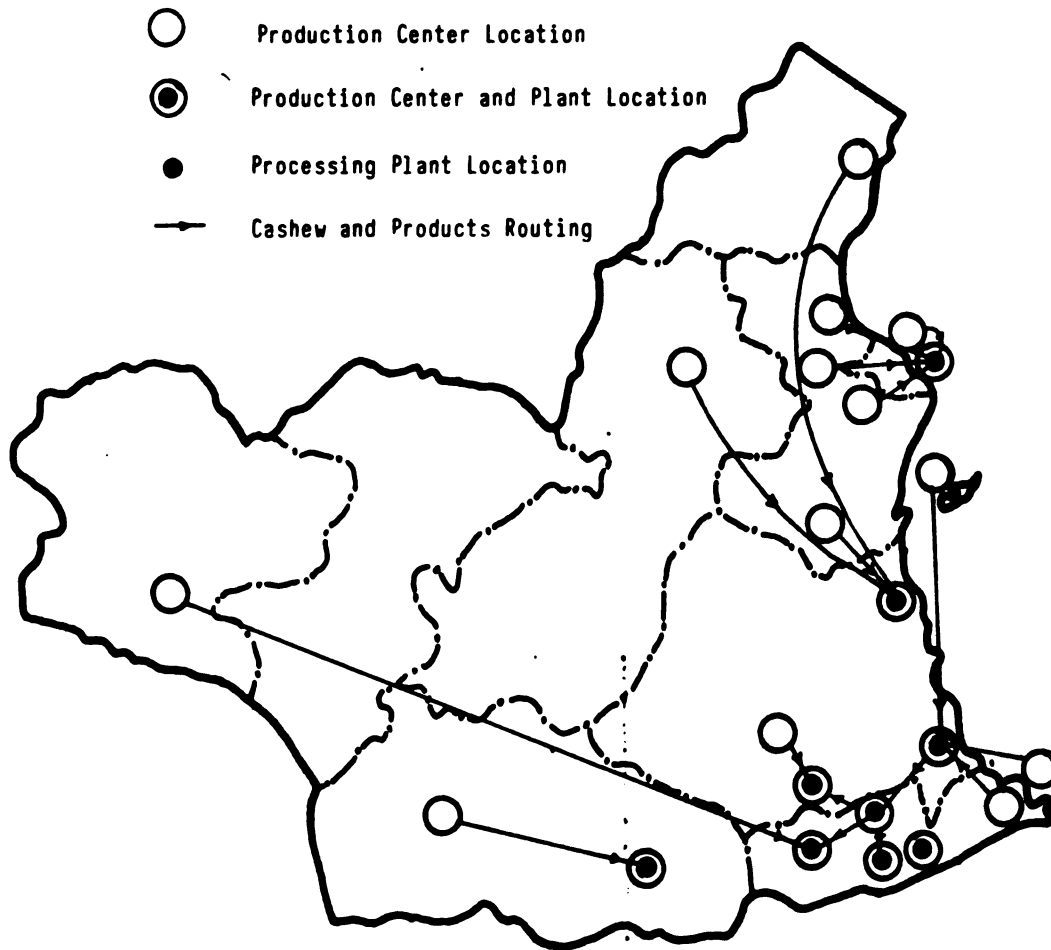 Production Center Location
Production Center and Plant Location
Processing Plant Location
Cashew and Products Routing